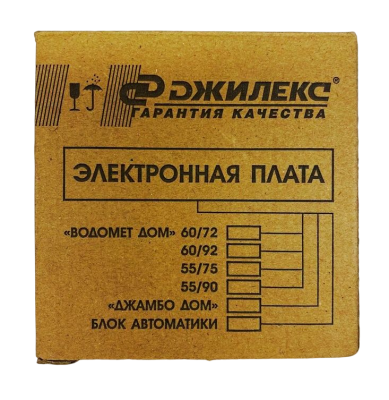 ДЖИЛЕКС®
ГАРАНТИЯ КАЧЕСТВА
ЭЛЕКТРОННАЯ ПЛАТА
«ВОДОМЕТ ДОМ» 60/72
60/92
55/75
55/90
«ДЖАМБО ДОМ»
БЛОК АВТОМАТИКИ